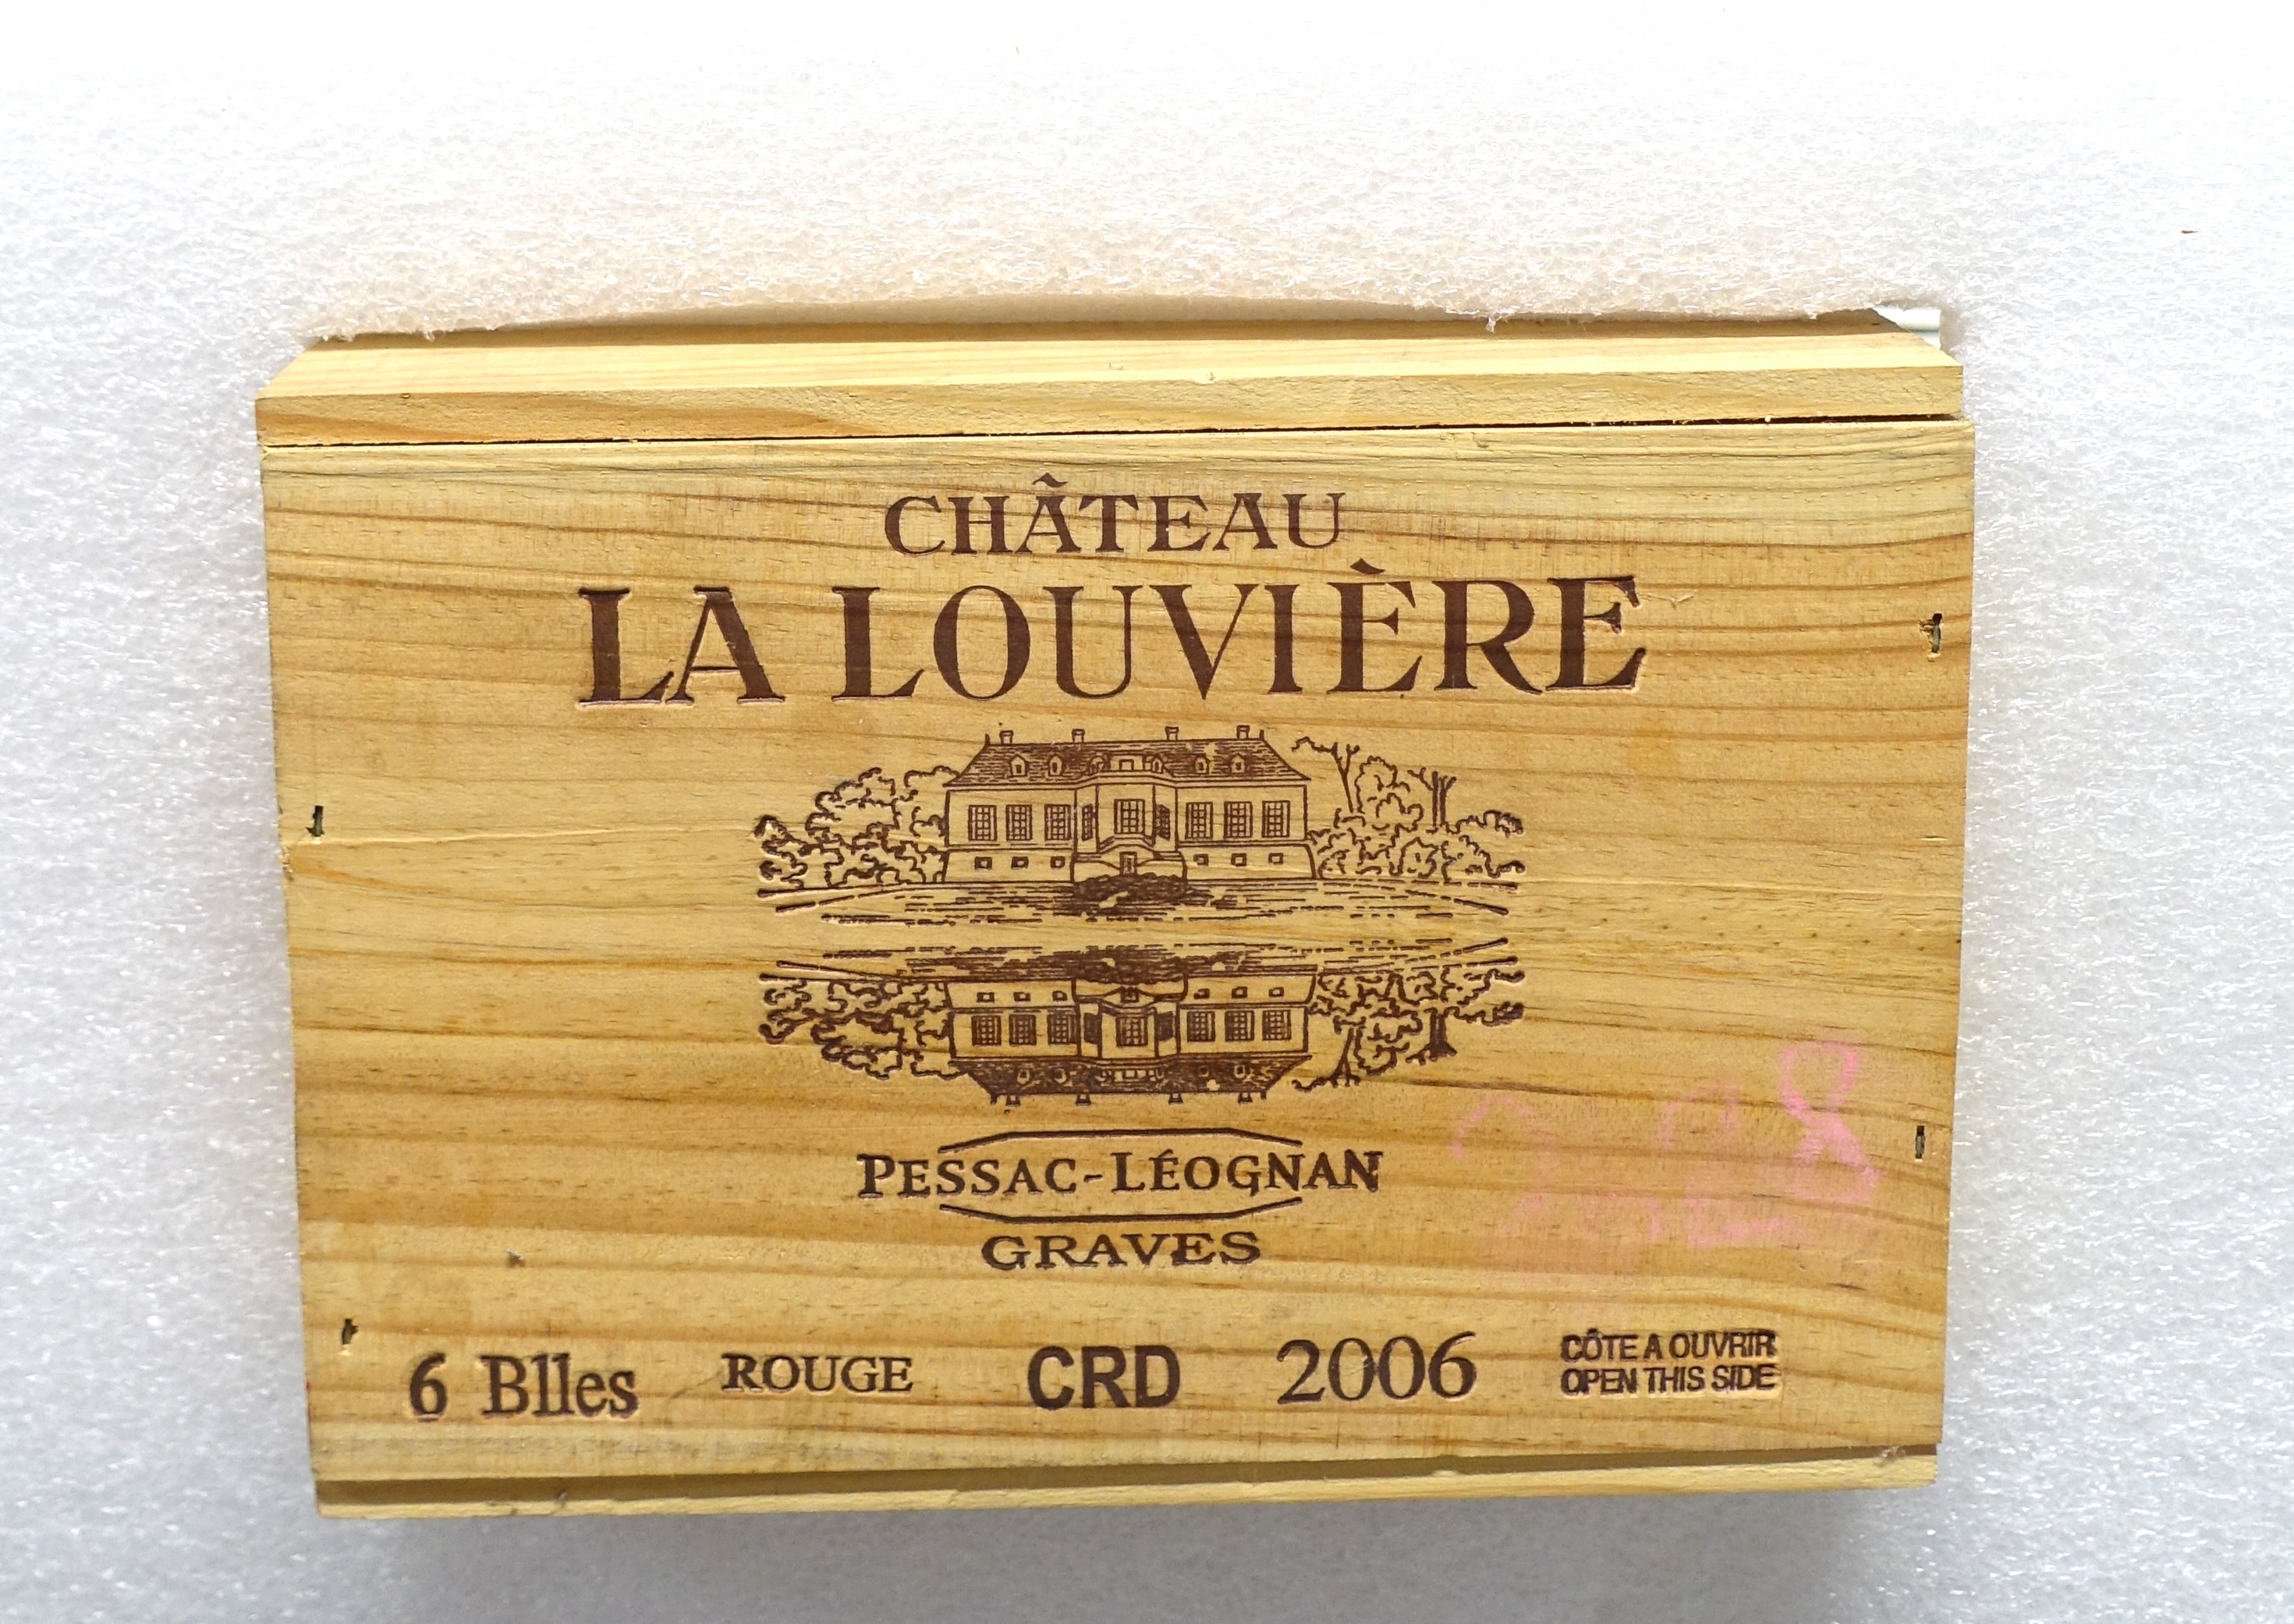 CHÂTEAU
LA LOUVIÈRE
PESSAC-LÉOGNAN
GRAVES
6 Blles ROUGE CRD 2006 CÔTE A OUVRIR
OPEN THIS SIDE